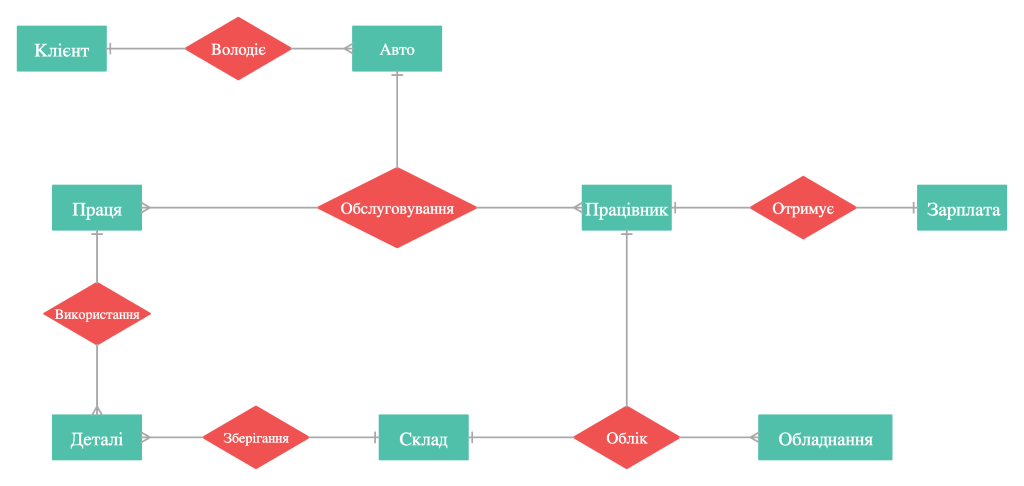 Клієнт
Володіє
Авто
Праця
Обслуговування
Працівник
Отримує
Зарплата
Використання
Деталі
Зберігання
Склад
Облік
Обладнання